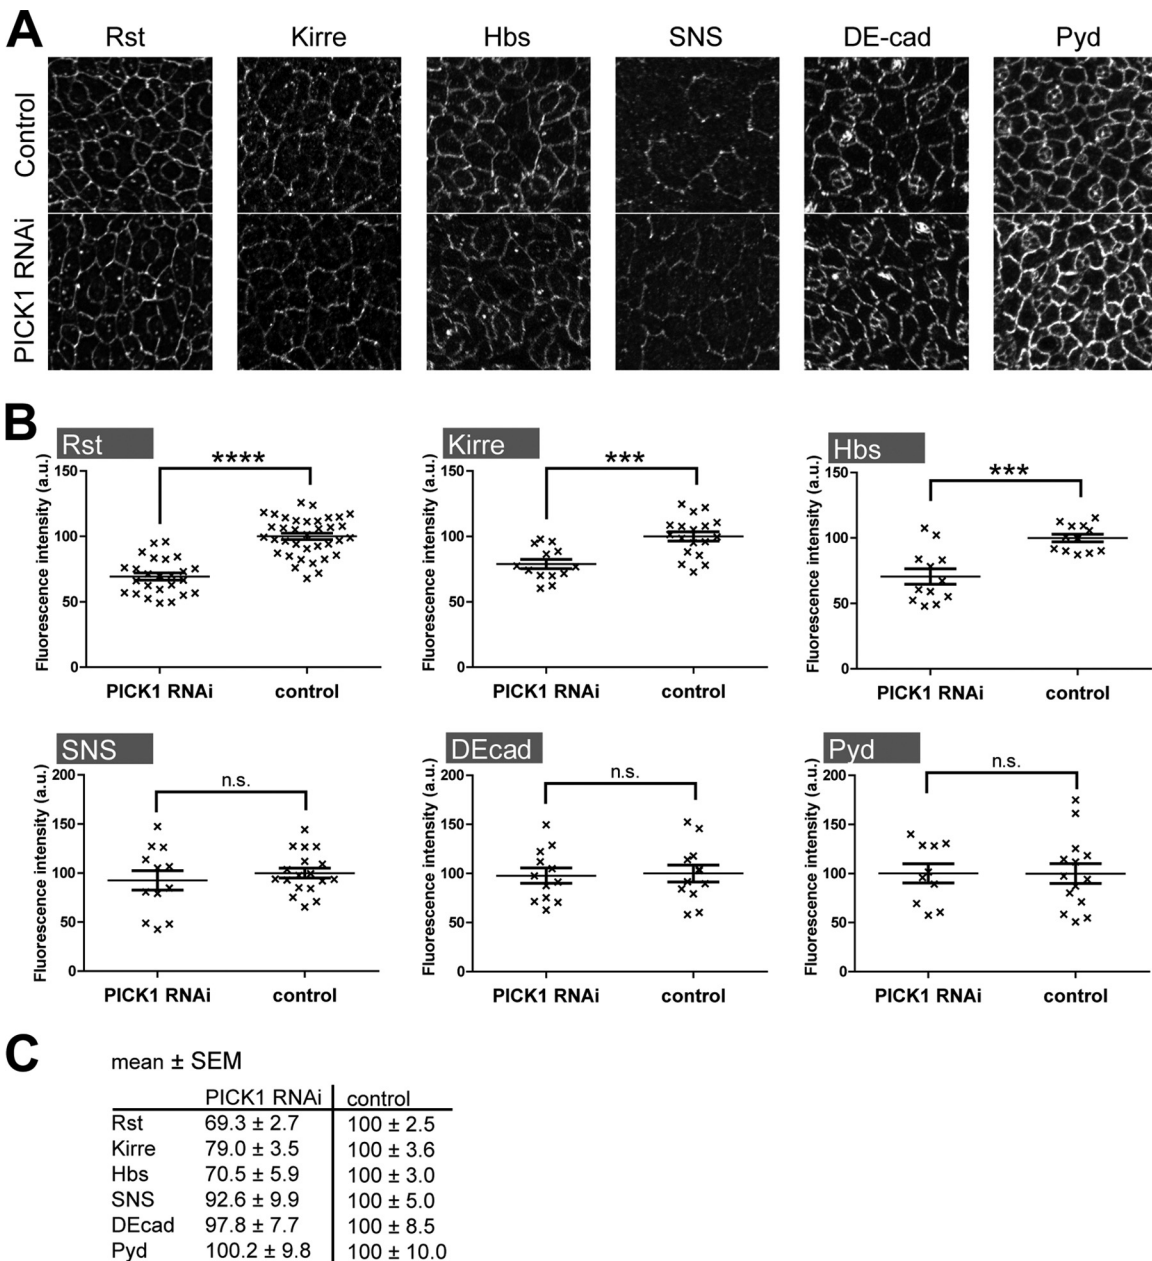 A
Rst Kirre Hbs SNS DE-cad Pyd
Control
PICK1 RNAi
B
Rst
Fluorescence intensity (a.u.)
150
100
50
0
****
PICK1 RNAi control
Kirre
Fluorescence intensity (a.u.)
150
100
50
0
***
PICK1 RNAi control
Hbs
Fluorescence intensity (a.u.)
150
100
50
0
***
PICK1 RNAi control
SNS
Fluorescence intensity (a.u.)
200
150
100
50
0
n.s.
PICK1 RNAi control
DEcad
Fluorescence intensity (a.u.)
200
150
100
50
0
n.s.
PICK1 RNAi control
Pyd
Fluorescence intensity (a.u.)
200
150
100
50
0
n.s.
PICK1 RNAi control
C
mean ± SEM
PICK1 RNAi control
Rst 69.3 ± 2.7 100 ± 2.5
Kirre 79.0 ± 3.5 100 ± 3.6
Hbs 70.5 ± 5.9 100 ± 3.0
SNS 92.6 ± 9.9 100 ± 5.0
DEcad 97.8 ± 7.7 100 ± 8.5
Pyd 100.2 ± 9.8 100 ± 10.0